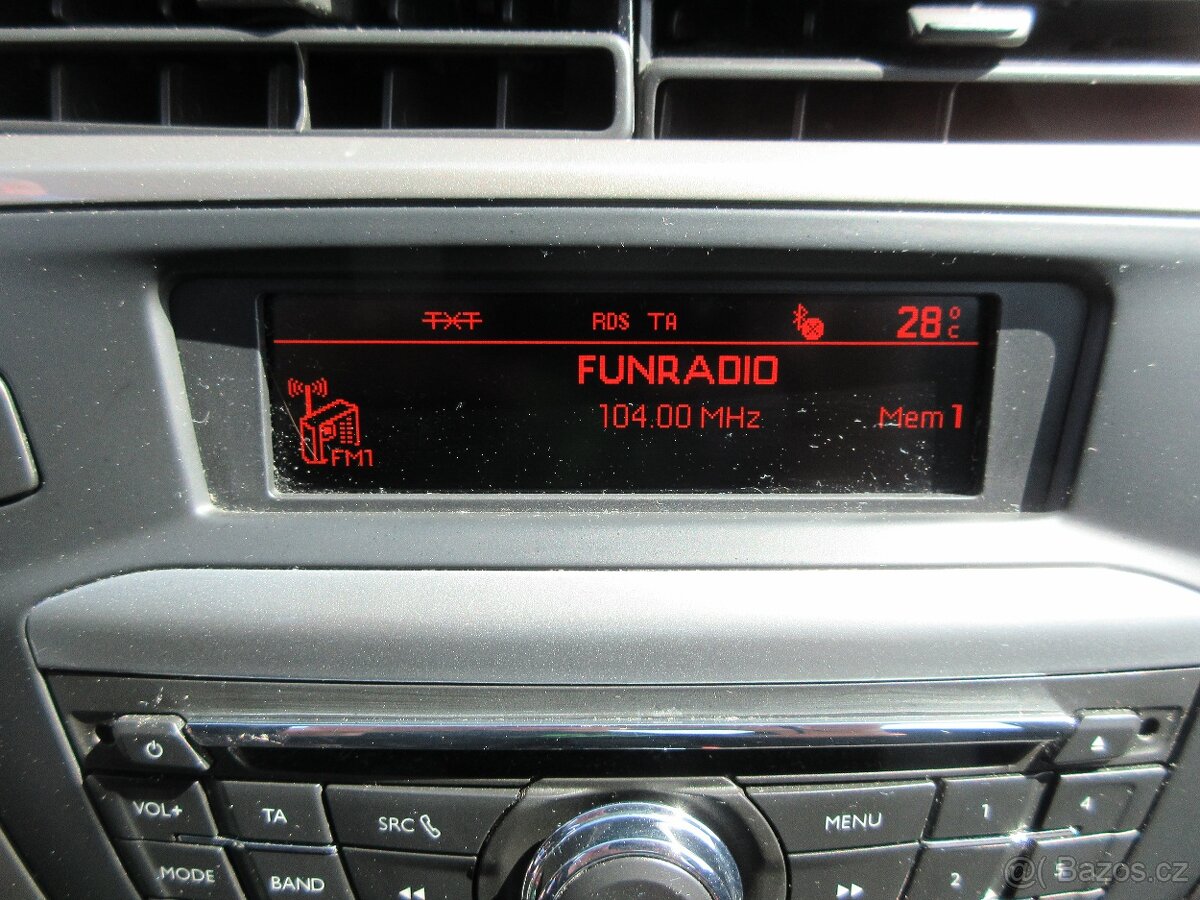 TXT RDS TA 28°C
FUNRADIO
104.00 MHz Mem 1
FM1
VOL+ TA SRC MENU 1 4
MODE BAND 2 5
Bazos.cz